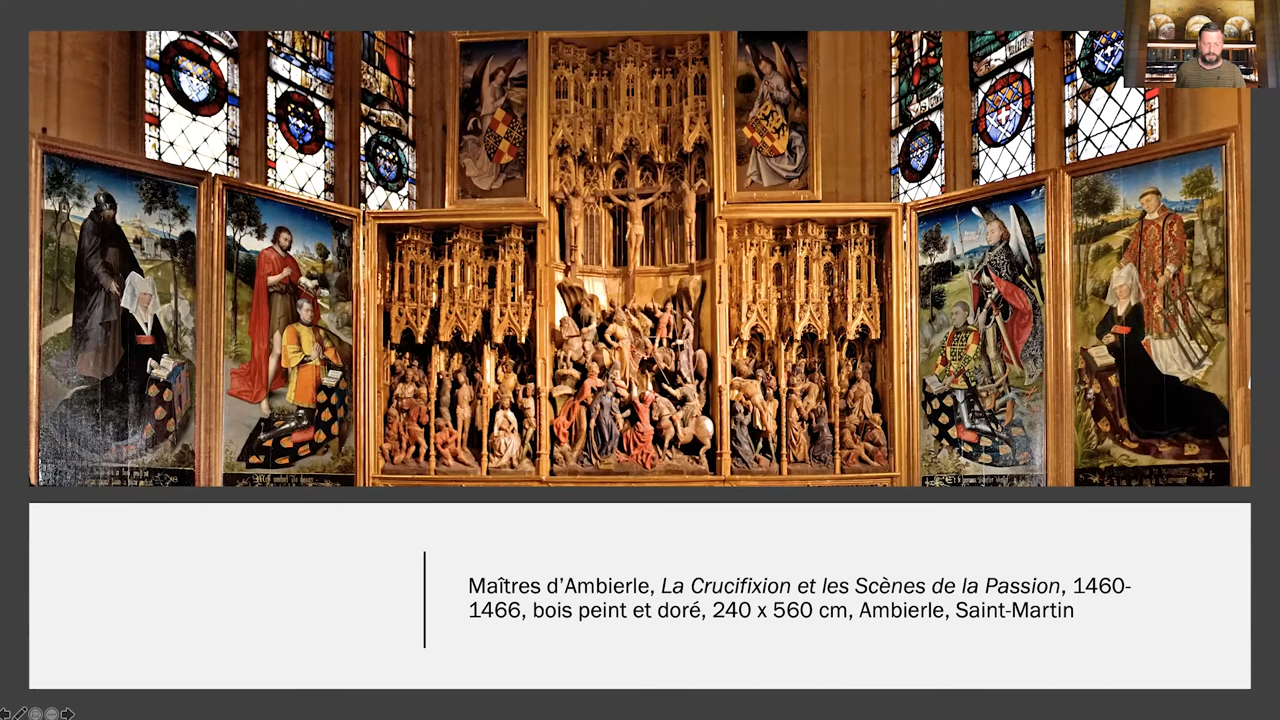 Maîtres d’Ambierle, La Crucifixion et les Scènes de la Passion, 1460-
1466, bois peint et doré, 240 x 560 cm, Ambierle, Saint-Martin